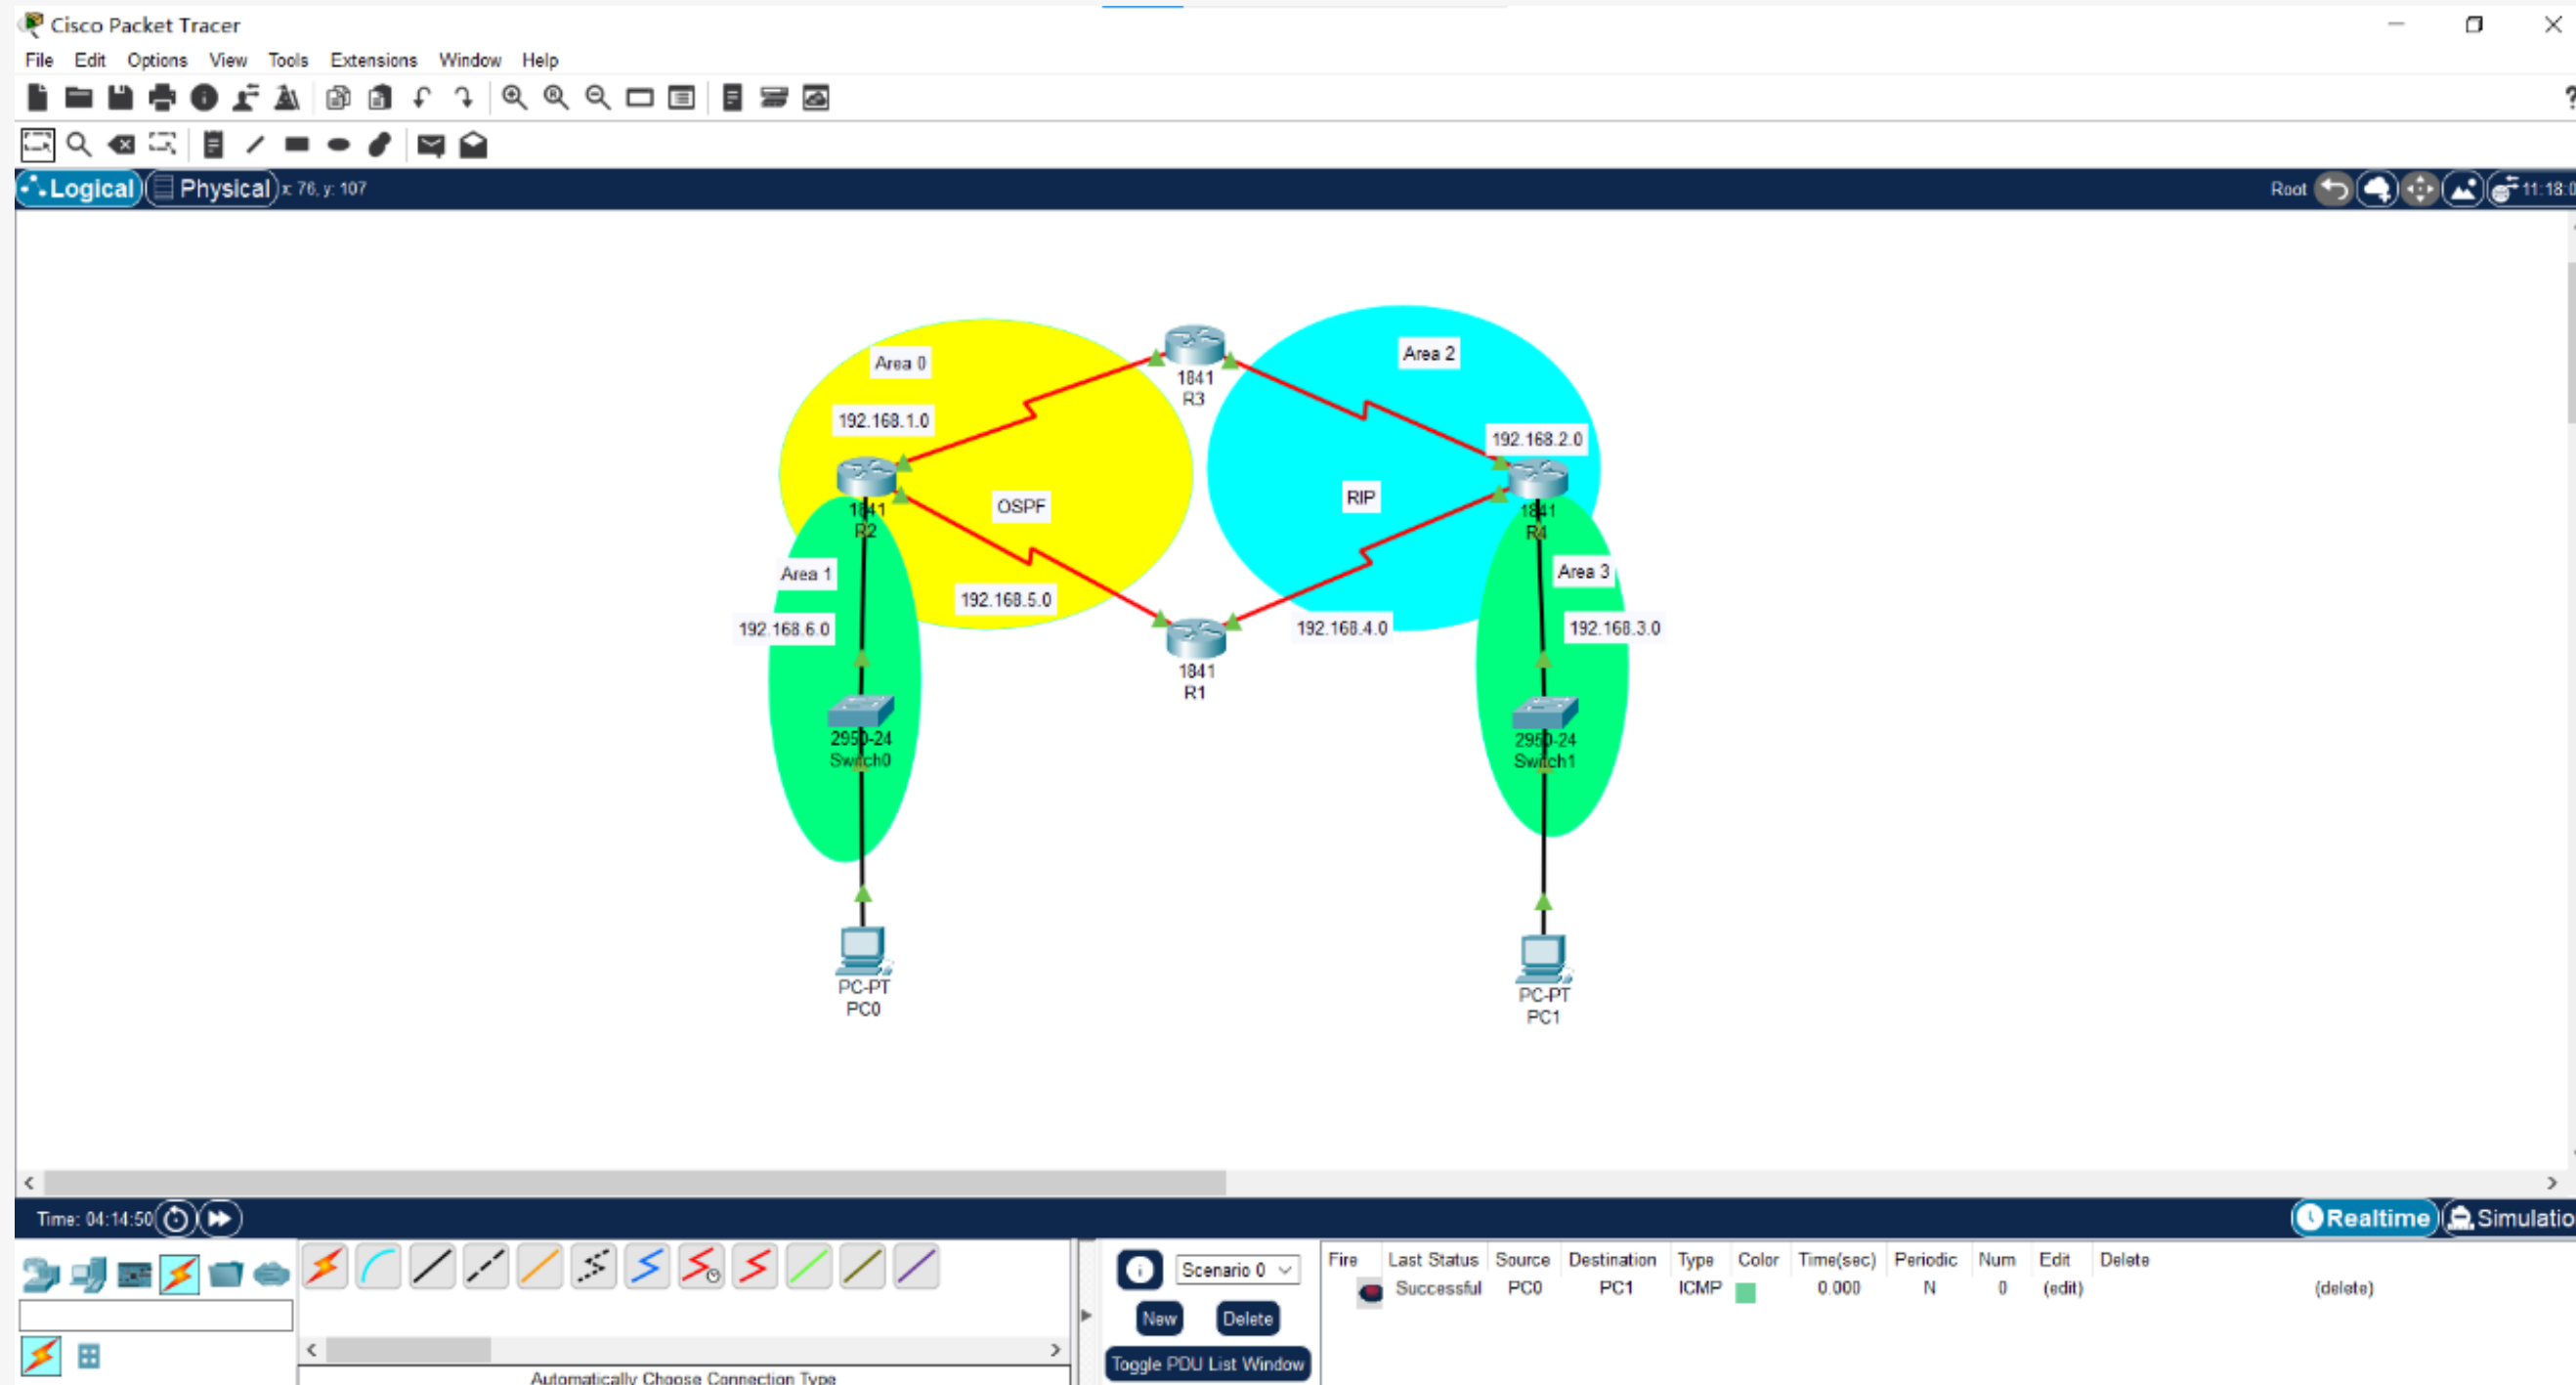 Cisco Packet Tracer
File Edit Options View Tools Extensions Window Help
Logical Physical x: 76, y: 107 Root 11:18:0
Area 0
Area 2
1841
R3
192.168.1.0
192.168.2.0
1841
R2
OSPF
RIP
1841
R4
Area 1
Area 3
192.168.5.0
192.168.6.0
192.168.4.0
192.168.3.0
1841
R1
2950-24
Switch0
2950-24
Switch1
PC-PT
PC0
PC-PT
PC1
Time: 04:14:50 Realtime Simulatio
Scenario 0
New Delete
Toggle PDU List Window
Fire Last Status Source Destination Type Color Time(sec) Periodic Num Edit Delete
Successful PC0 PC1 ICMP 0.000 N 0 (edit) (delete)
Automatically Choose Connection Type